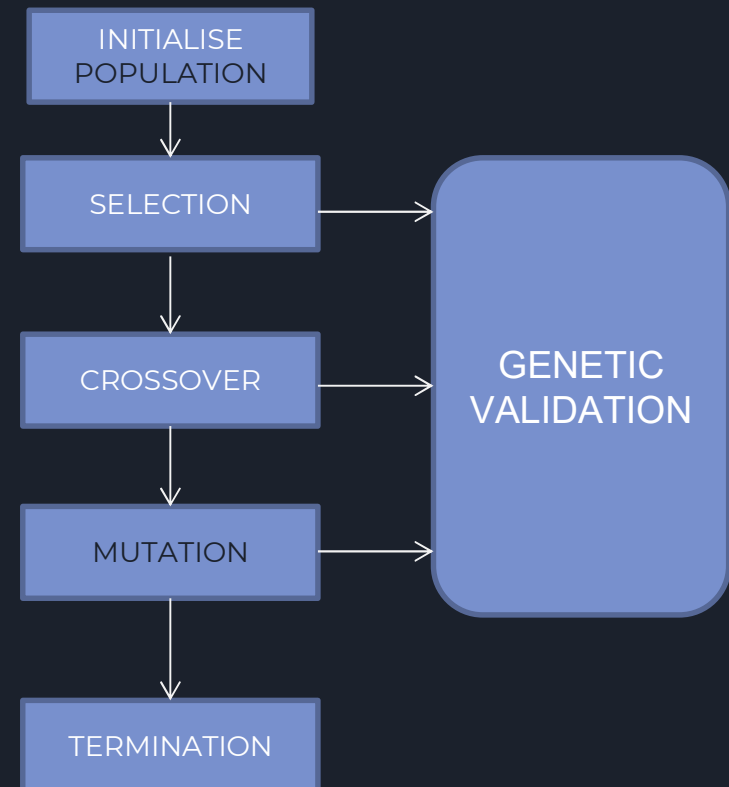 INITIALISE
POPULATION
SELECTION
CROSSOVER
GENETIC
VALIDATION
MUTATION
TERMINATION